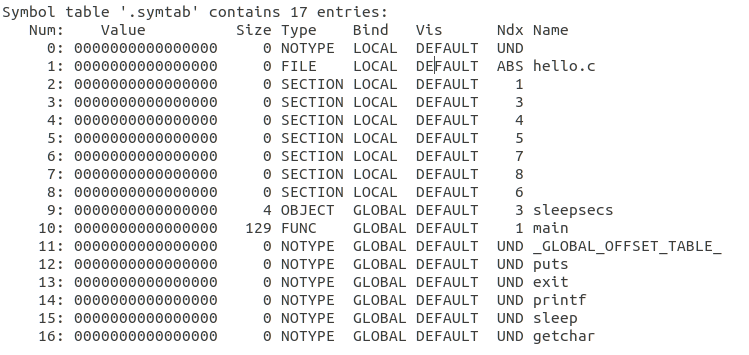 Symbol table '.symtab' contains 17 entries:
   Num:    Value          Size Type    Bind   Vis      Ndx Name
     0: 0000000000000000     0 NOTYPE  LOCAL  DEFAULT  UND
     1: 0000000000000000     0 FILE    LOCAL  DEFAULT  ABS hello.c
     2: 0000000000000000     0 SECTION LOCAL  DEFAULT    1
     3: 0000000000000000     0 SECTION LOCAL  DEFAULT    3
     4: 0000000000000000     0 SECTION LOCAL  DEFAULT    4
     5: 0000000000000000     0 SECTION LOCAL  DEFAULT    5
     6: 0000000000000000     0 SECTION LOCAL  DEFAULT    7
     7: 0000000000000000     0 SECTION LOCAL  DEFAULT    8
     8: 0000000000000000     0 SECTION LOCAL  DEFAULT    6
     9: 0000000000000000     4 OBJECT  GLOBAL DEFAULT    3 sleepsecs
    10: 0000000000000000   129 FUNC    GLOBAL DEFAULT    1 main
    11: 0000000000000000     0 NOTYPE  GLOBAL DEFAULT  UND _GLOBAL_OFFSET_TABLE_
    12: 0000000000000000     0 NOTYPE  GLOBAL DEFAULT  UND puts
    13: 0000000000000000     0 NOTYPE  GLOBAL DEFAULT  UND exit
    14: 0000000000000000     0 NOTYPE  GLOBAL DEFAULT  UND printf
    15: 0000000000000000     0 NOTYPE  GLOBAL DEFAULT  UND sleep
    16: 0000000000000000     0 NOTYPE  GLOBAL DEFAULT  UND getchar